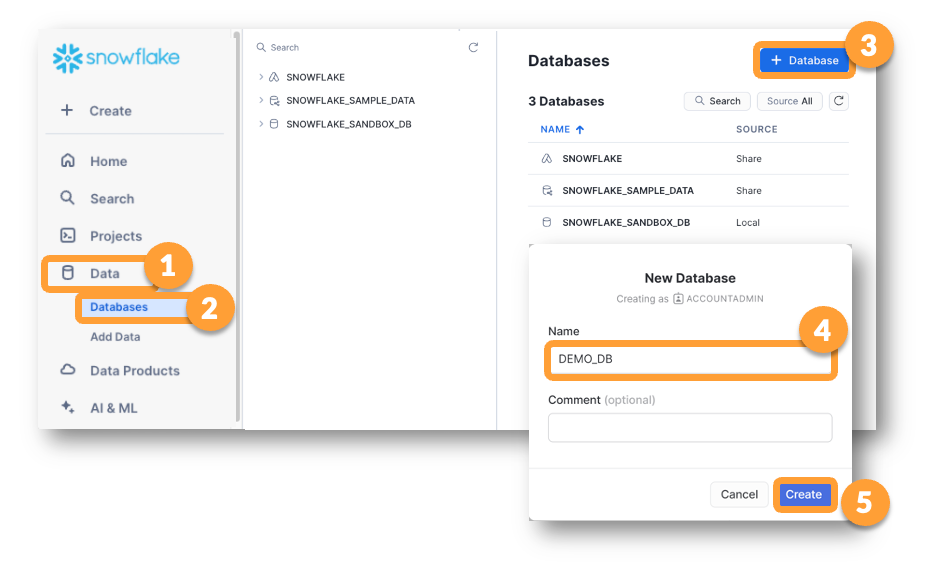 snowflake
Create
Home
Search
Projects
Data
1
Databases
2
Add Data
Data Products
AI & ML
Search
SNOWFLAKE
SNOWFLAKE_SAMPLE_DATA
SNOWFLAKE_SANDBOX_DB
Databases
+ Database
3
3 Databases
Search
Source All
NAME ↑ SOURCE
SNOWFLAKE Share
SNOWFLAKE_SAMPLE_DATA Share
SNOWFLAKE_SANDBOX_DB Local
New Database
Creating as ACCOUNTADMIN
Name
4
DEMO_DB
Comment (optional)
Cancel Create
5